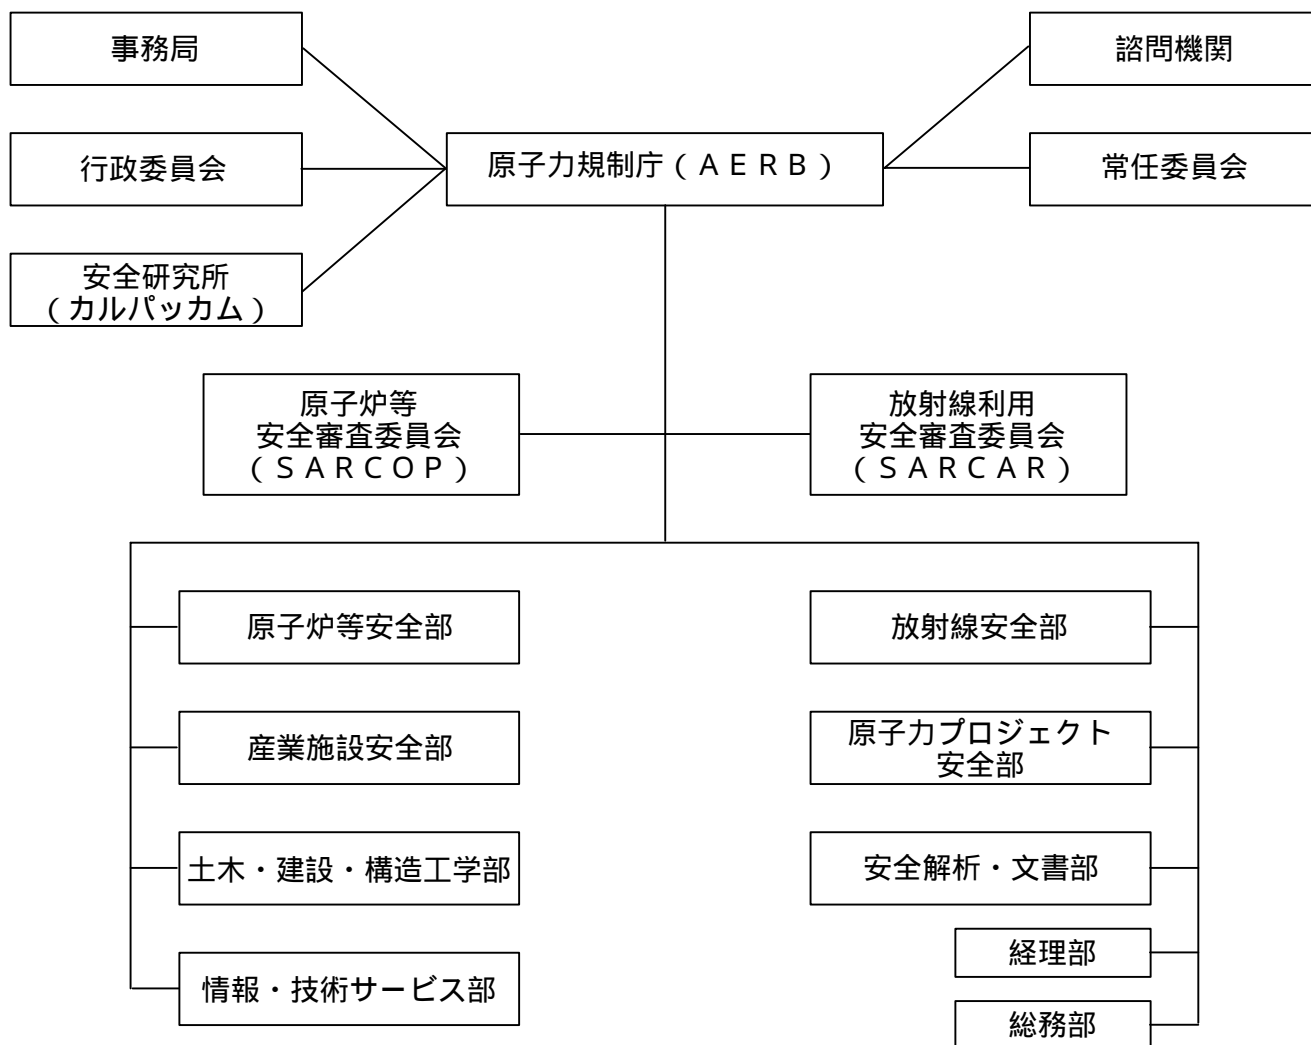 事務局
諮問機関
行政委員会
原子力規制庁（ＡＥＲＢ）
常任委員会
安全研究所
（カルパッカム）
原子炉等
安全審査委員会
（ＳＡＲＣＯＰ）
放射線利用
安全審査委員会
（ＳＡＲＣＡＲ）
原子炉等安全部
放射線安全部
産業施設安全部
原子力プロジェクト
安全部
土木・建設・構造工学部
安全解析・文書部
経理部
情報・技術サービス部
総務部